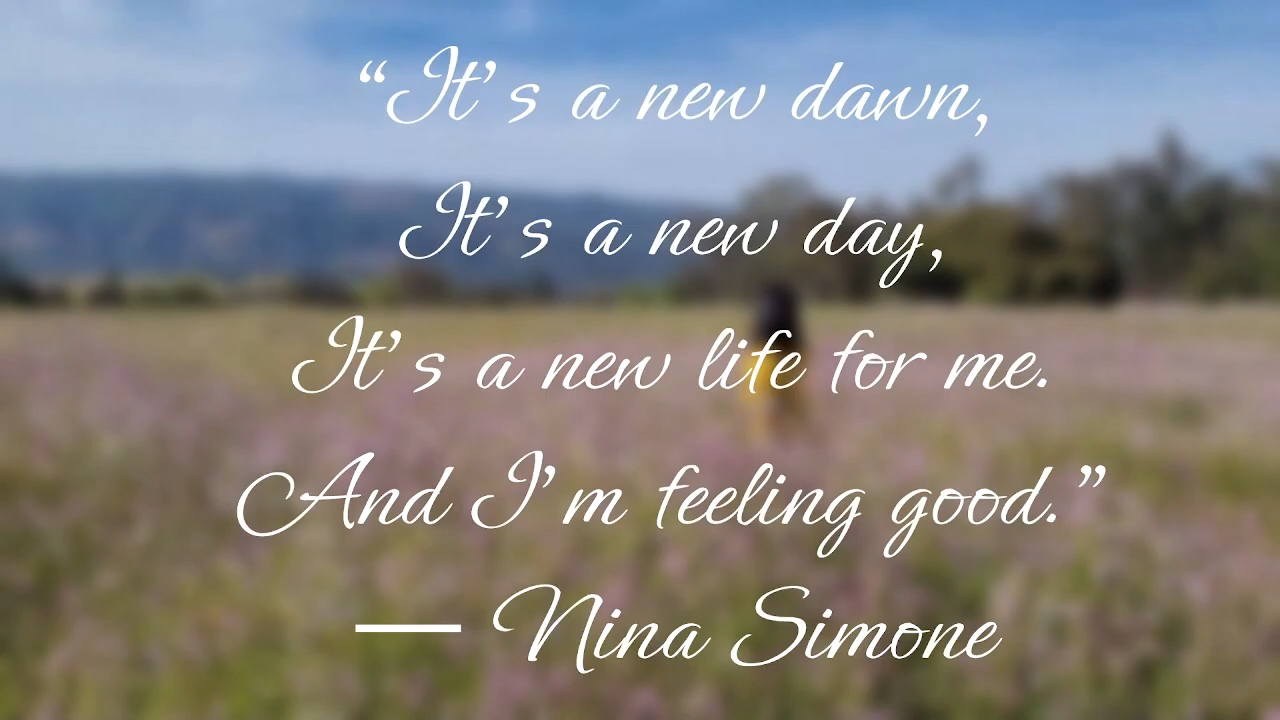 “It’s a new dawn,
It’s a new day,
It’s a new life for me.
And I’m feeling good.”
— Nina Simone